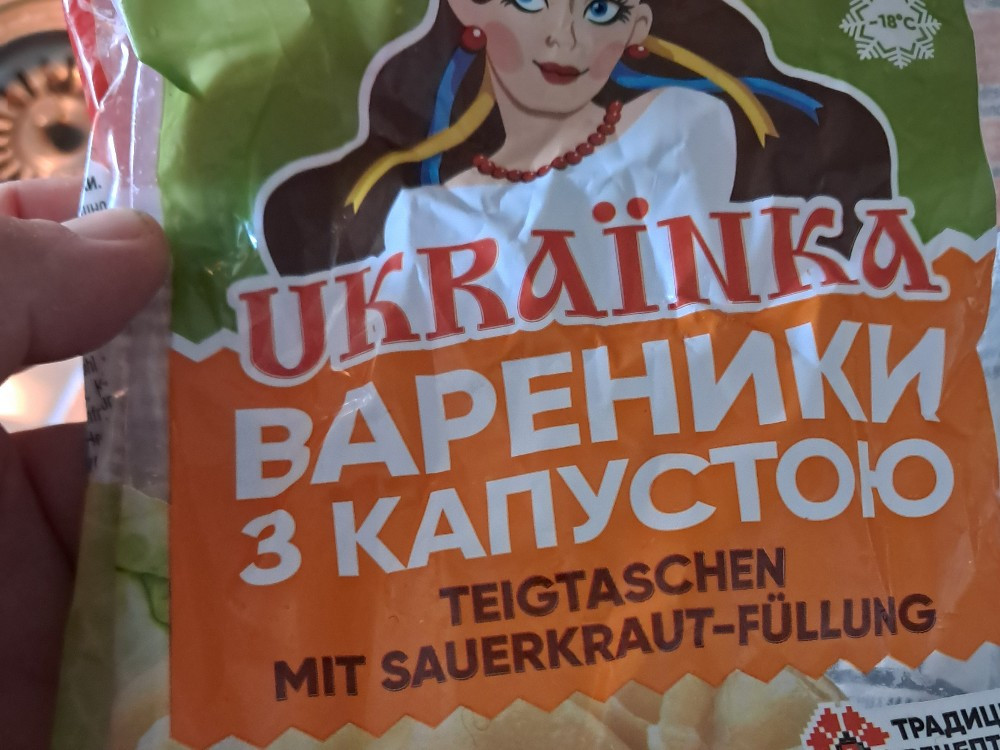 -18°C
UKRAÏNKA
ВАРЕНИКИ
З КАПУСТОЮ
TEIGTASCHEN
MIT SAUERKRAUT-FÜLLUNG